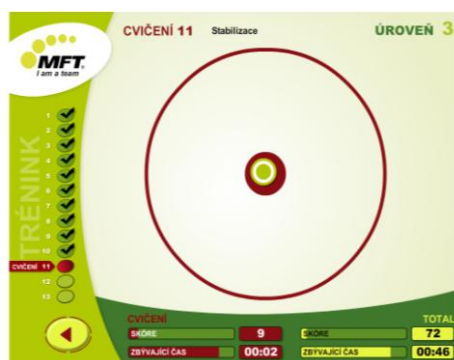 CVIČENÍ 11 Stabilizace ÚROVEŇ 3
MFT
I am a team
TRÉNINK
1
2
3
4
5
6
7
8
9
10
CVIČENÍ 11
12
13
CVIČENÍ TOTAL
SKÓRE 9 SKÓRE 72
ZBÝVAJÍCÍ ČAS 00:02 ZBÝVAJÍCÍ ČAS 00:46